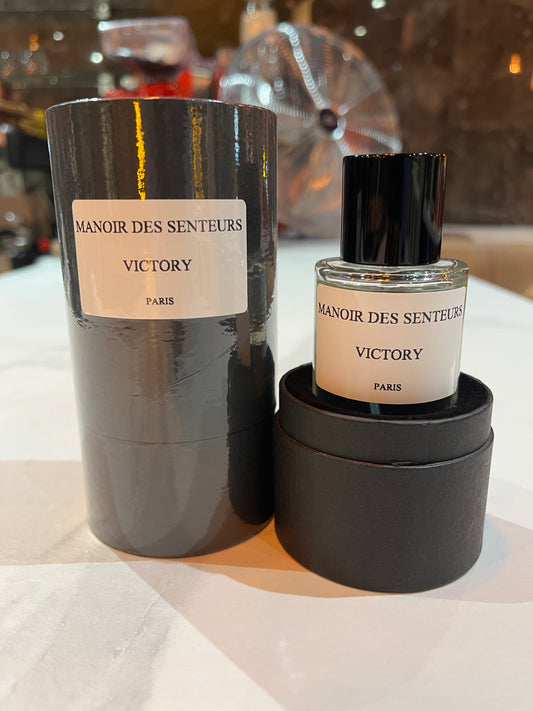 MANOIR DES SENTEURS
VICTORY
PARIS
MANOIR DES SENTEURS
VICTORY
PARIS